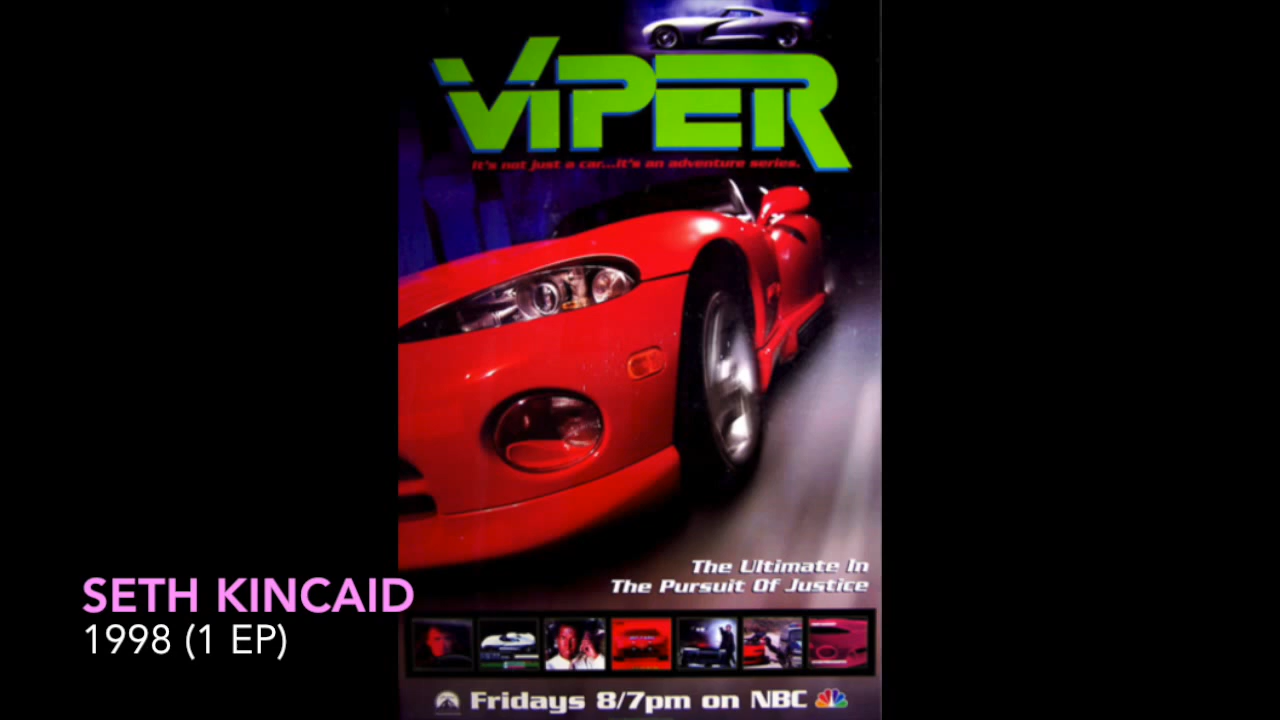 VIPER
it's not just a car...it's an adventure series.
The Ultimate In
The Pursuit Of Justice
SETH KINCAID
1998 (1 EP)
Fridays 8/7pm on NBC